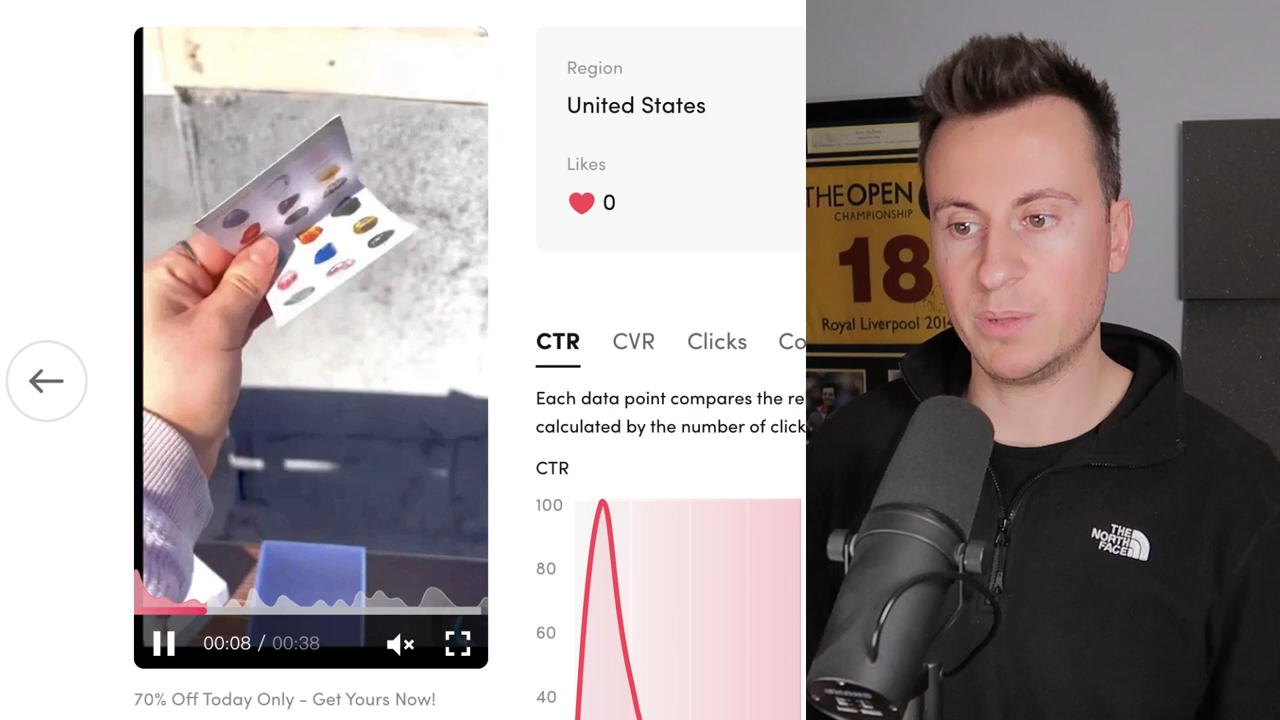 Region
United States
Likes
0
CTR CVR Clicks Co
Each data point compares the re
calculated by the number of click
CTR
100
80
60
40
00:08 / 00:38
70% Off Today Only - Get Yours Now!
THE OPEN
CHAMPIONSHIP
18
Royal Liverpool 2014
THE
NORTH
FACE